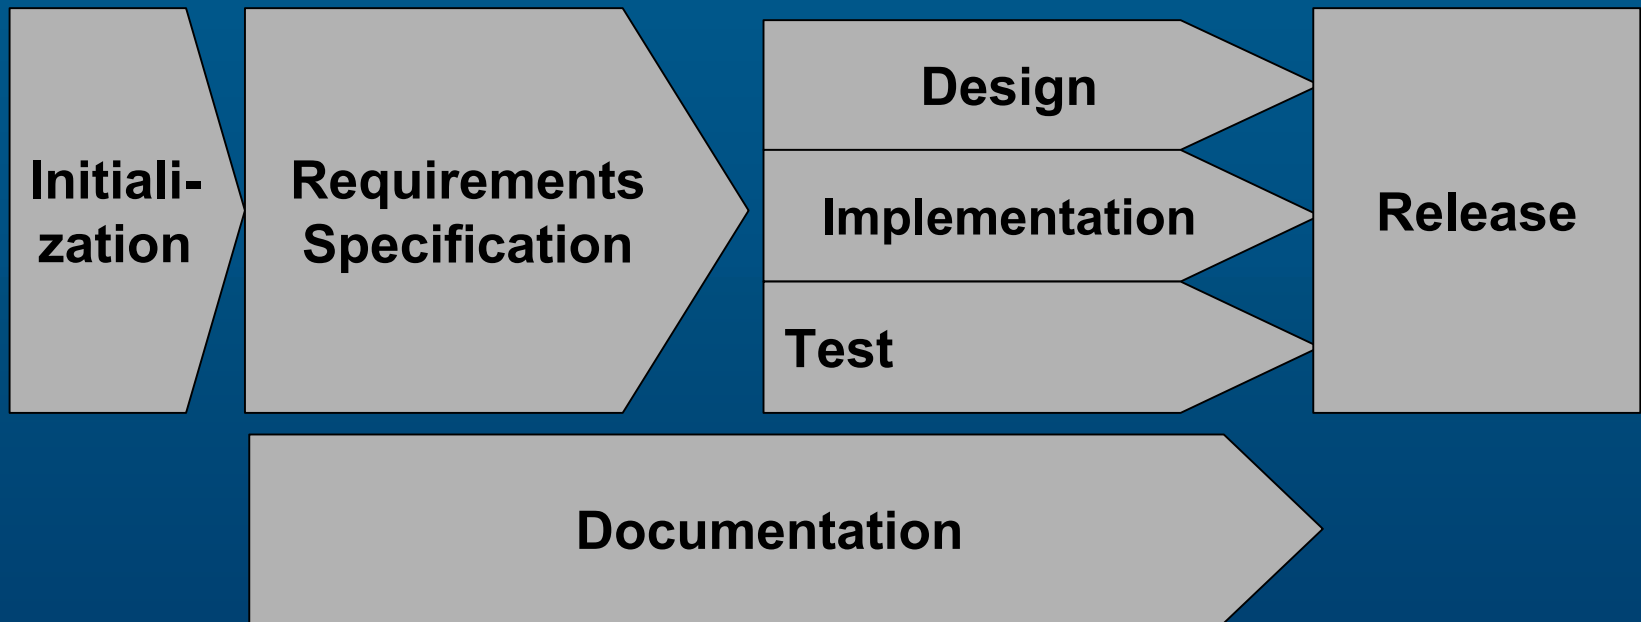 Initiali-
zation
Requirements
Specification
Design
Implementation
Test
Release
Documentation